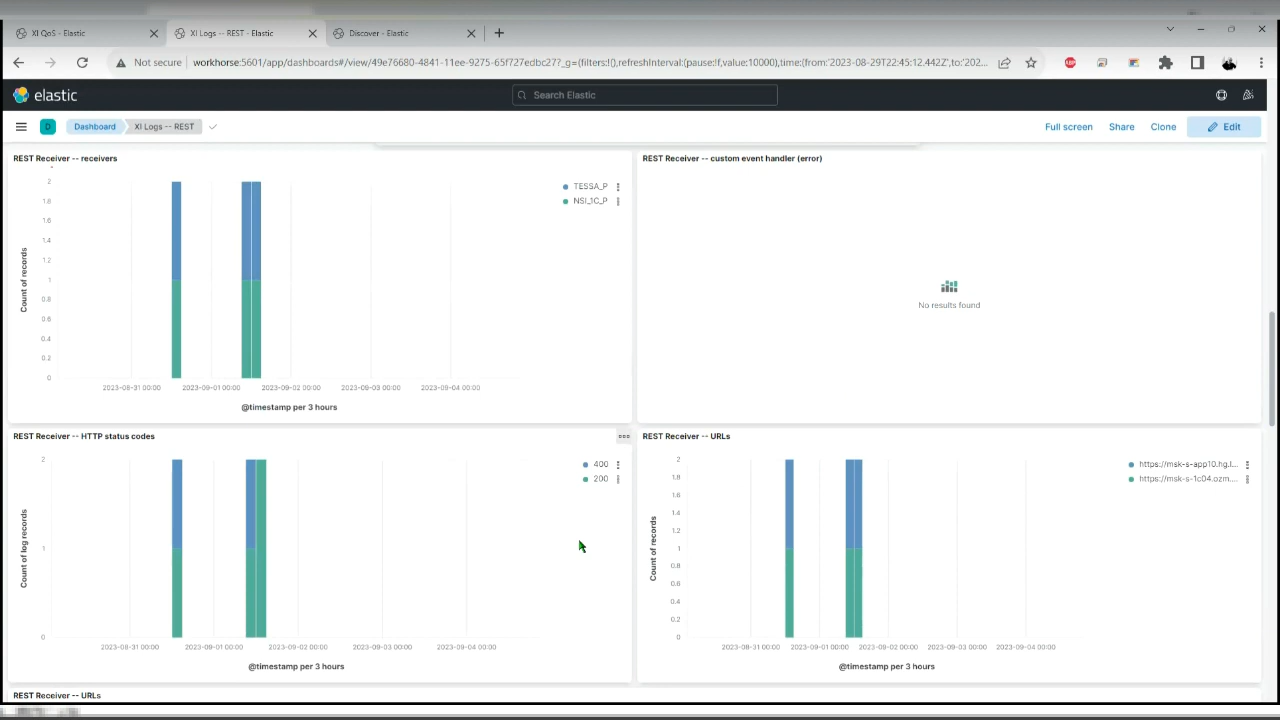 XI QoS - Elastic
XI Logs -- REST - Elastic
Discover - Elastic
Not secure
workhorse:5601/app/dashboards#/view/49e76680-4841-11ee-9275-65f727edbc27?_g=(filters:!(),refreshInterval:(pause:!f,value:10000),time:(from:'2023-08-29T22:45:12.442Z',to:'202...
ABP
elastic
Search Elastic
D
Dashboard
XI Logs -- REST
Full screen
Share
Clone
Edit
REST Receiver -- receivers
2
1.8
1.6
1.4
1.2
1
0.8
0.6
0.4
0.2
0
Count of records
2023-08-31 00:00
2023-09-01 00:00
2023-09-02 00:00
2023-09-03 00:00
2023-09-04 00:00
@timestamp per 3 hours
TESSA_P
NSI_1C_P
REST Receiver -- custom event handler (error)
No results found
REST Receiver -- HTTP status codes
2
1
0
Count of log records
2023-08-31 00:00
2023-09-01 00:00
2023-09-02 00:00
2023-09-03 00:00
2023-09-04 00:00
@timestamp per 3 hours
400
200
REST Receiver -- URLs
2
1.8
1.6
1.4
1.2
1
0.8
0.6
0.4
0.2
0
Count of records
2023-08-31 00:00
2023-09-01 00:00
2023-09-02 00:00
2023-09-03 00:00
2023-09-04 00:00
@timestamp per 3 hours
https://msk-s-app10.hg.l...
https://msk-s-1c04.ozm....
REST Receiver -- URLs